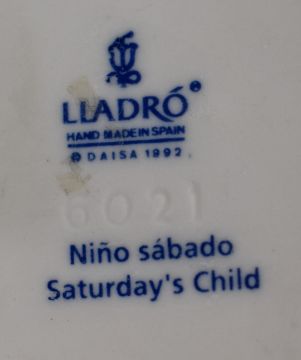 LLADRÓ®
HAND MADE IN SPAIN
© DAISA 1992
6021
Niño sábado
Saturday's Child